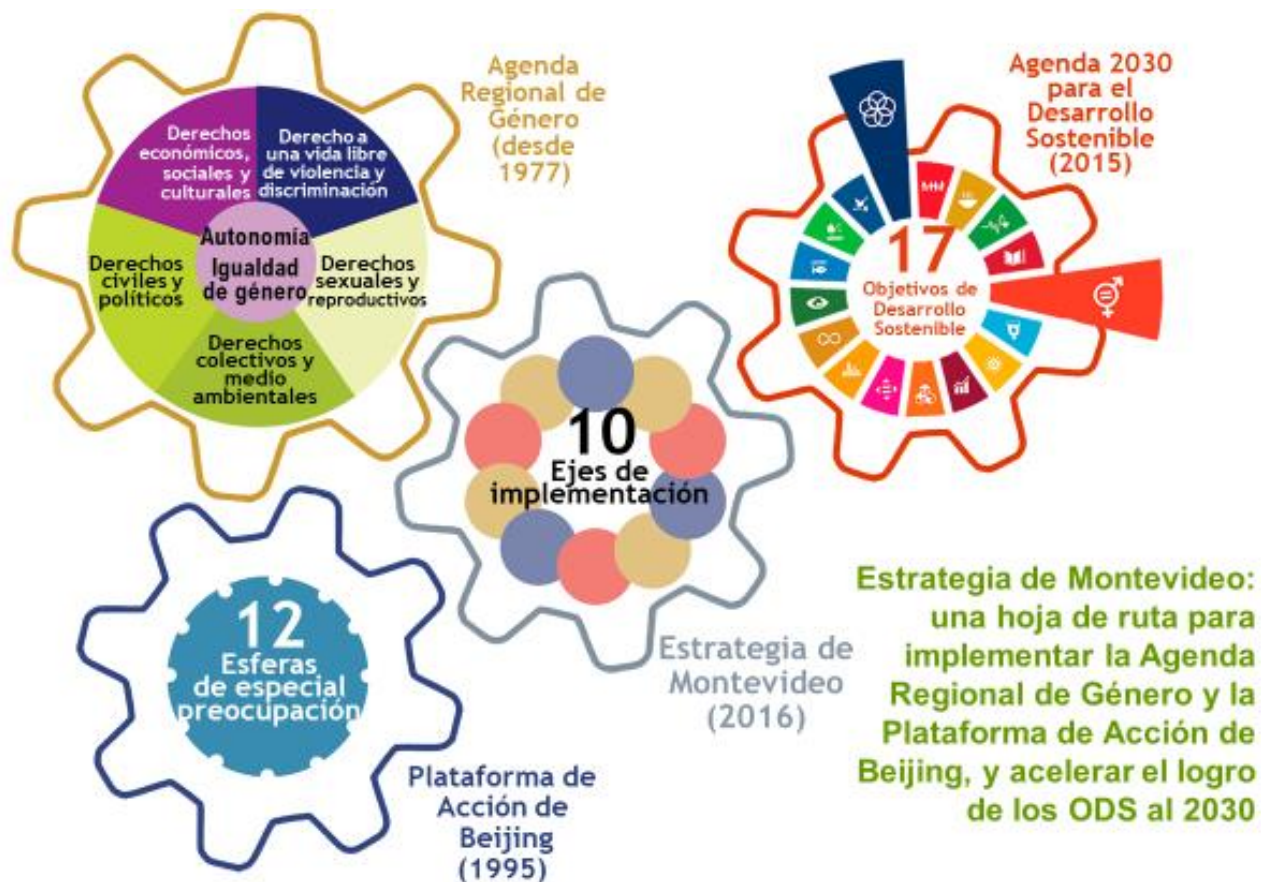 Agenda
Regional de
Género
(desde
1977)
Derechos
económicos,
sociales y
culturales
Derecho a
una vida libre
de violencia y
discriminación
Autonomía
Igualdad
de género
Derechos
civiles y
políticos
Derechos
sexuales y
reproductivos
Derechos
colectivos y
medio
ambientales
Agenda 2030
para el
Desarrollo
Sostenible
(2015)
17
Objetivos de
Desarrollo
Sostenible
10
Ejes de
implementación
Estrategia de
Montevideo
(2016)
12
Esferas
de especial
preocupación
Plataforma de
Acción de
Beijing
(1995)
Estrategia de Montevideo:
una hoja de ruta para
implementar la Agenda
Regional de Género y la
Plataforma de Acción de
Beijing, y acelerar el logro
de los ODS al 2030